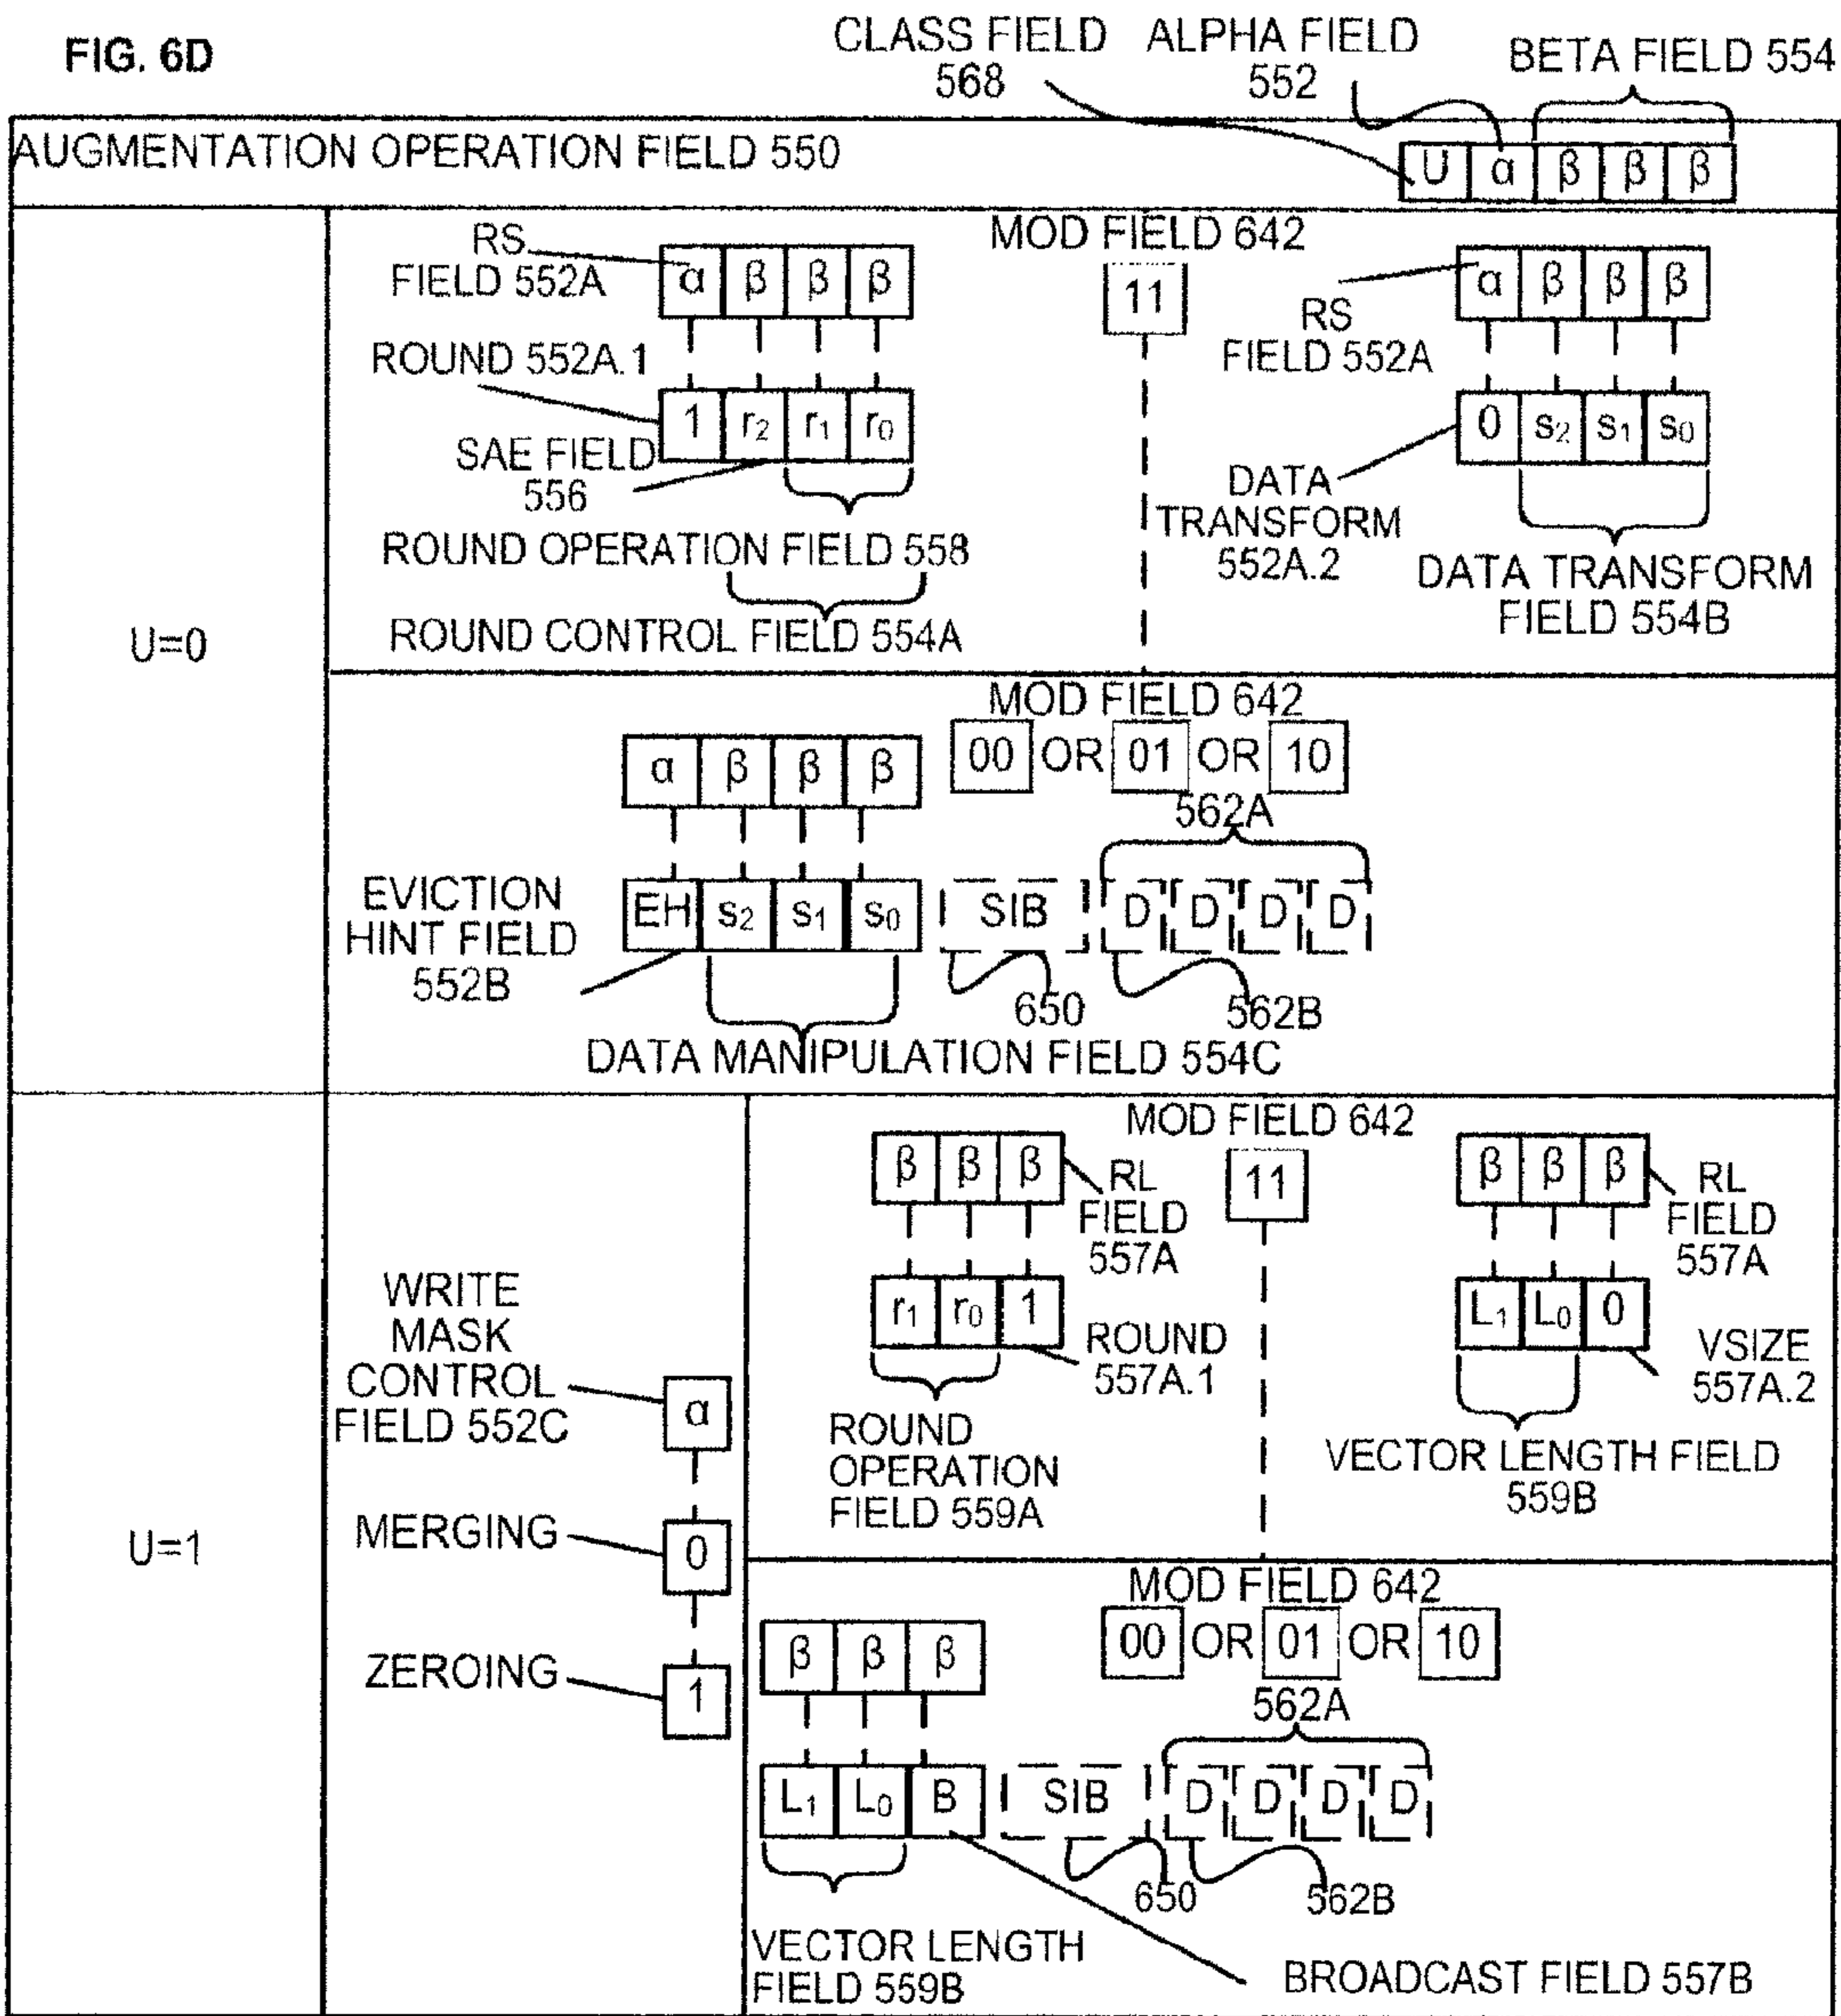 FIG. 6D
CLASS FIELD
568
ALPHA FIELD
552
BETA FIELD 554
AUGMENTATION OPERATION FIELD 550
U α β β β
U=0
RS
FIELD 552A
α β β β
ROUND 552A.1
1 r₂ r₁ r₀
SAE FIELD
556
ROUND OPERATION FIELD 558
ROUND CONTROL FIELD 554A
MOD FIELD 642
11
α β β β
RS
FIELD 552A
0 s₂ s₁ s₀
DATA
TRANSFORM
552A.2
DATA TRANSFORM
FIELD 554B
MOD FIELD 642
00 OR 01 OR 10
α β β β
562A
EVICTION
HINT FIELD
552B
EH s₂ s₁ s₀ SIB D D D D
650
562B
DATA MANIPULATION FIELD 554C
U=1
WRITE
MASK
CONTROL
FIELD 552C
α
MERGING
0
ZEROING
1
MOD FIELD 642
11
β β β
RL
FIELD
557A
r₁ r₀ 1
ROUND
557A.1
ROUND
OPERATION
FIELD 559A
β β β
RL
FIELD
557A
L₁ L₀ 0
VSIZE
557A.2
VECTOR LENGTH FIELD
559B
MOD FIELD 642
00 OR 01 OR 10
β β β
562A
L₁ L₀ B SIB D D D D
650
562B
VECTOR LENGTH
FIELD 559B
BROADCAST FIELD 557B